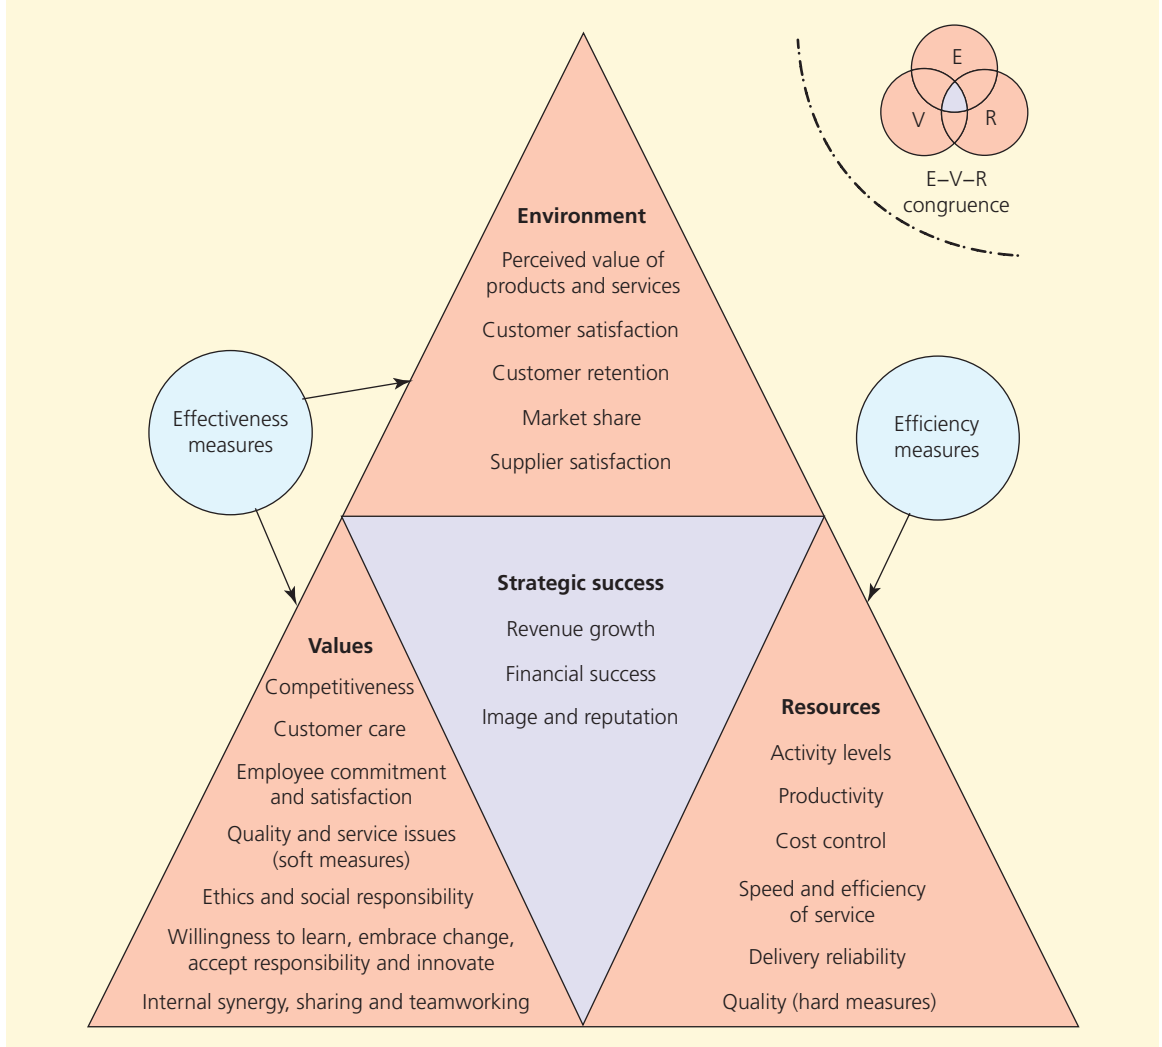 E
V
R
E–V–R
congruence
Environment
Perceived value of
products and services
Customer satisfaction
Customer retention
Market share
Supplier satisfaction
Effectiveness
measures
Efficiency
measures
Strategic success
Revenue growth
Financial success
Image and reputation
Values
Competitiveness
Customer care
Employee commitment
and satisfaction
Quality and service issues
(soft measures)
Ethics and social responsibility
Willingness to learn, embrace change,
accept responsibility and innovate
Internal synergy, sharing and teamworking
Resources
Activity levels
Productivity
Cost control
Speed and efficiency
of service
Delivery reliability
Quality (hard measures)